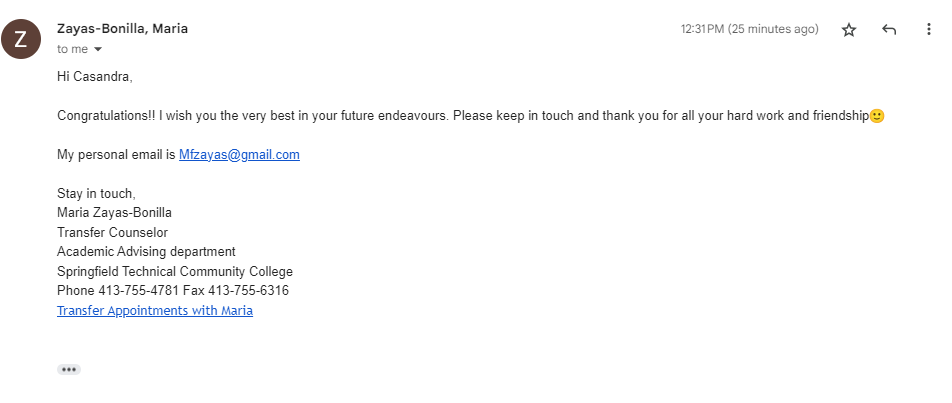 Z
Zayas-Bonilla, Maria
12:31 PM (25 minutes ago)
to me
Hi Casandra,
Congratulations!! I wish you the very best in your future endeavours. Please keep in touch and thank you for all your hard work and friendship🙂
My personal email is Mfzayas@gmail.com
Stay in touch,
Maria Zayas-Bonilla
Transfer Counselor
Academic Advising department
Springfield Technical Community College
Phone 413-755-4781 Fax 413-755-6316
Transfer Appointments with Maria